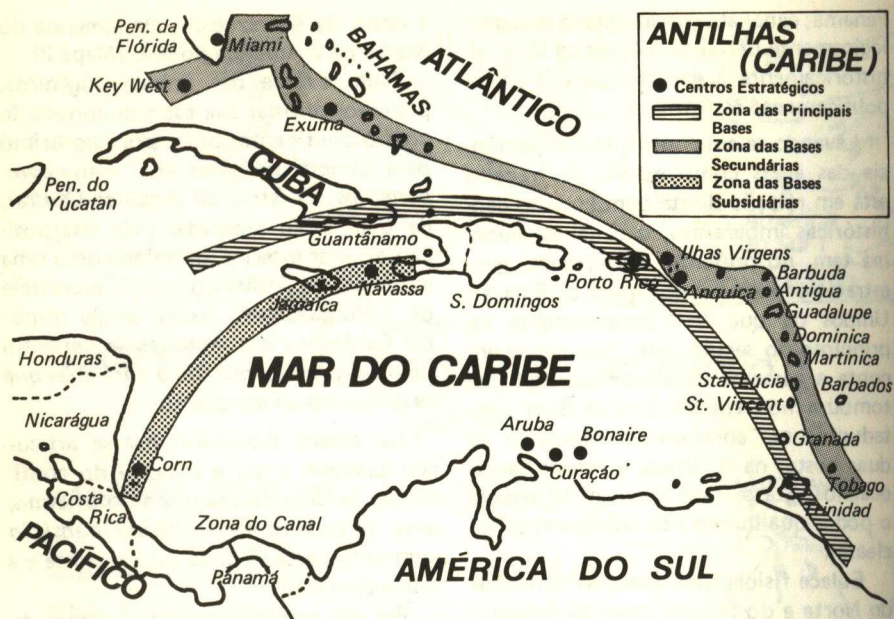 Pen. da
Flórida
Miami
Key West
Exuma
BAHAMAS
ATLÂNTICO
ANTILHAS
(CARIBE)
Centros Estratégicos
Zona das Principais
Bases
Zona das Bases
Secundárias
Zona das Bases
Subsidiárias
Pen. do
Yucatan
CUBA
Guantánamo
Jamaica
Navassa
S. Domingos
Porto Rico
Ilhas Virgens
Anquica
Barbuda
Antigua
Guadalupe
Dominica
Martinica
Sta. Lúcia
Barbados
St. Vincent
Granada
Tobago
Trinidad
Honduras
MAR DO CARIBE
Nicarágua
Corn
Aruba
Bonaire
Curaçáo
Costa
Rica
Zona do Canal
PACÍFICO
Panamá
AMÉRICA DO SUL